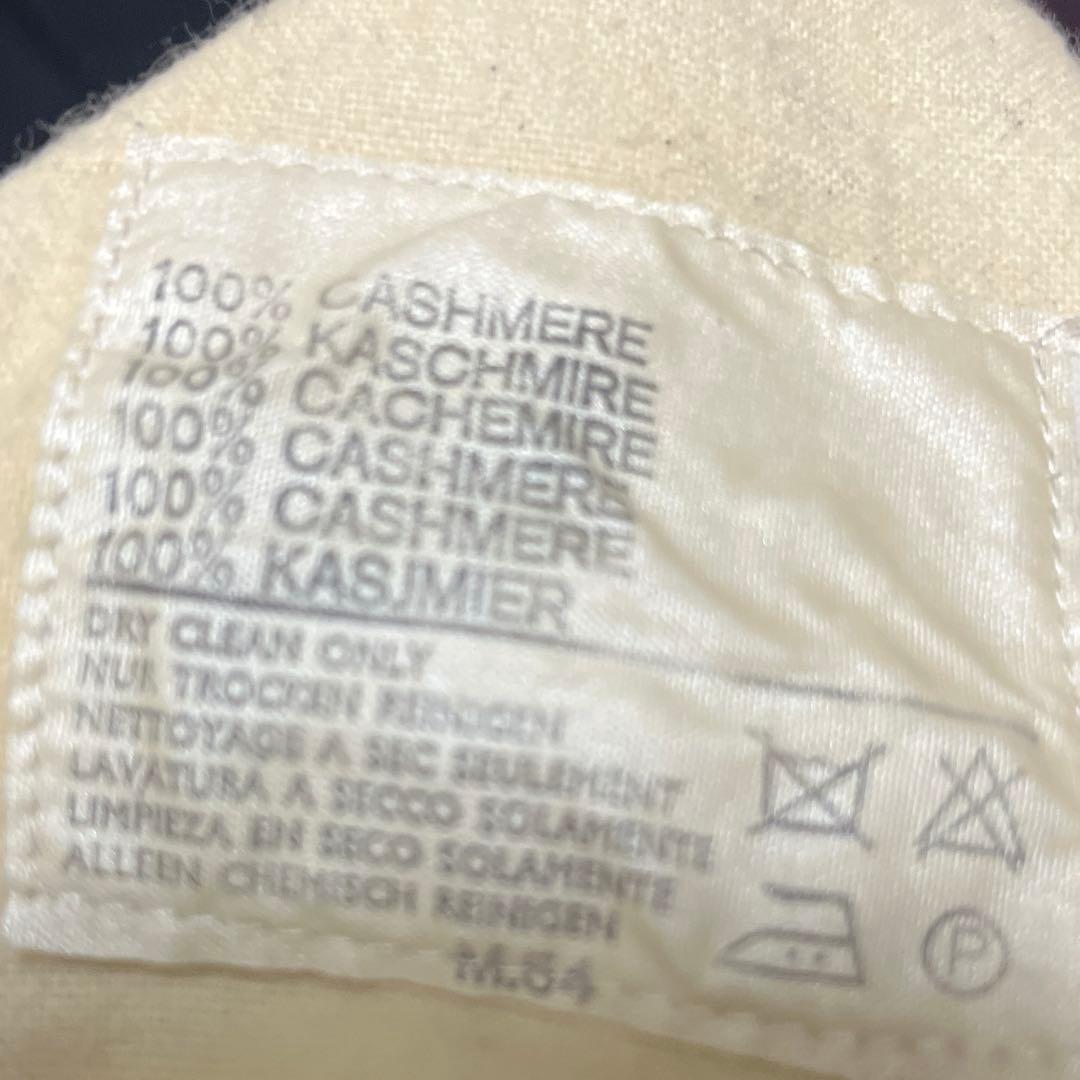 100% CASHMERE
100% KASCHMIRE
100% CACHEMIRE
100% CASHMERE
100% CASHMERE
100% KASJMIER
DRY CLEAN ONLY
NUR TROCKEN REINIGEN
NETTOYAGE A SEC SEULEMENT
LAVATURA A SECCO SOLAMENTE
LIMPIEZA EN SECO SOLAMENTE
ALLEEN CHEMISCH REINIGEN
M.54
P